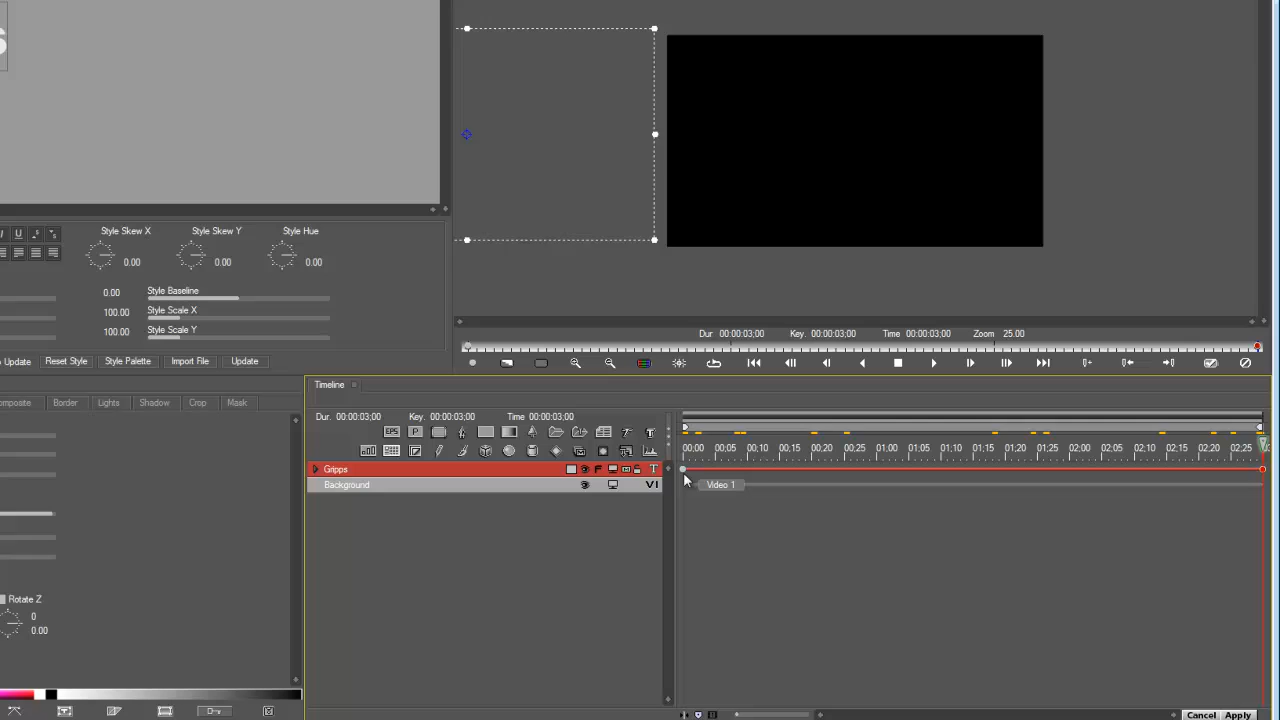 Style Skew X Style Skew Y Style Hue
0.00 0.00 0.00
0.00 Style Baseline
100.00 Style Scale X
100.00 Style Scale Y
Update Reset Style Style Palette Import File Update
Border Lights Shadow Crop Mask
Rotate Z
0
0.00
Dur 00:00:03;00 Key. 00:00:03;00 Time 00:00:03;00 Zoom 25.00
Timeline
Dur. 00:00:03;00 Key. 00:00:03;00 Time 00:00:03;00
EPS P
00;00 00;05 00;10 00;15 00;20 00;25 01;00 01;05 01;10 01;15 01;20 01;25 02;00 02;05 02;10 02;15 02;20 02;25
Gripps T
Background V1
Video 1
Cancel Apply